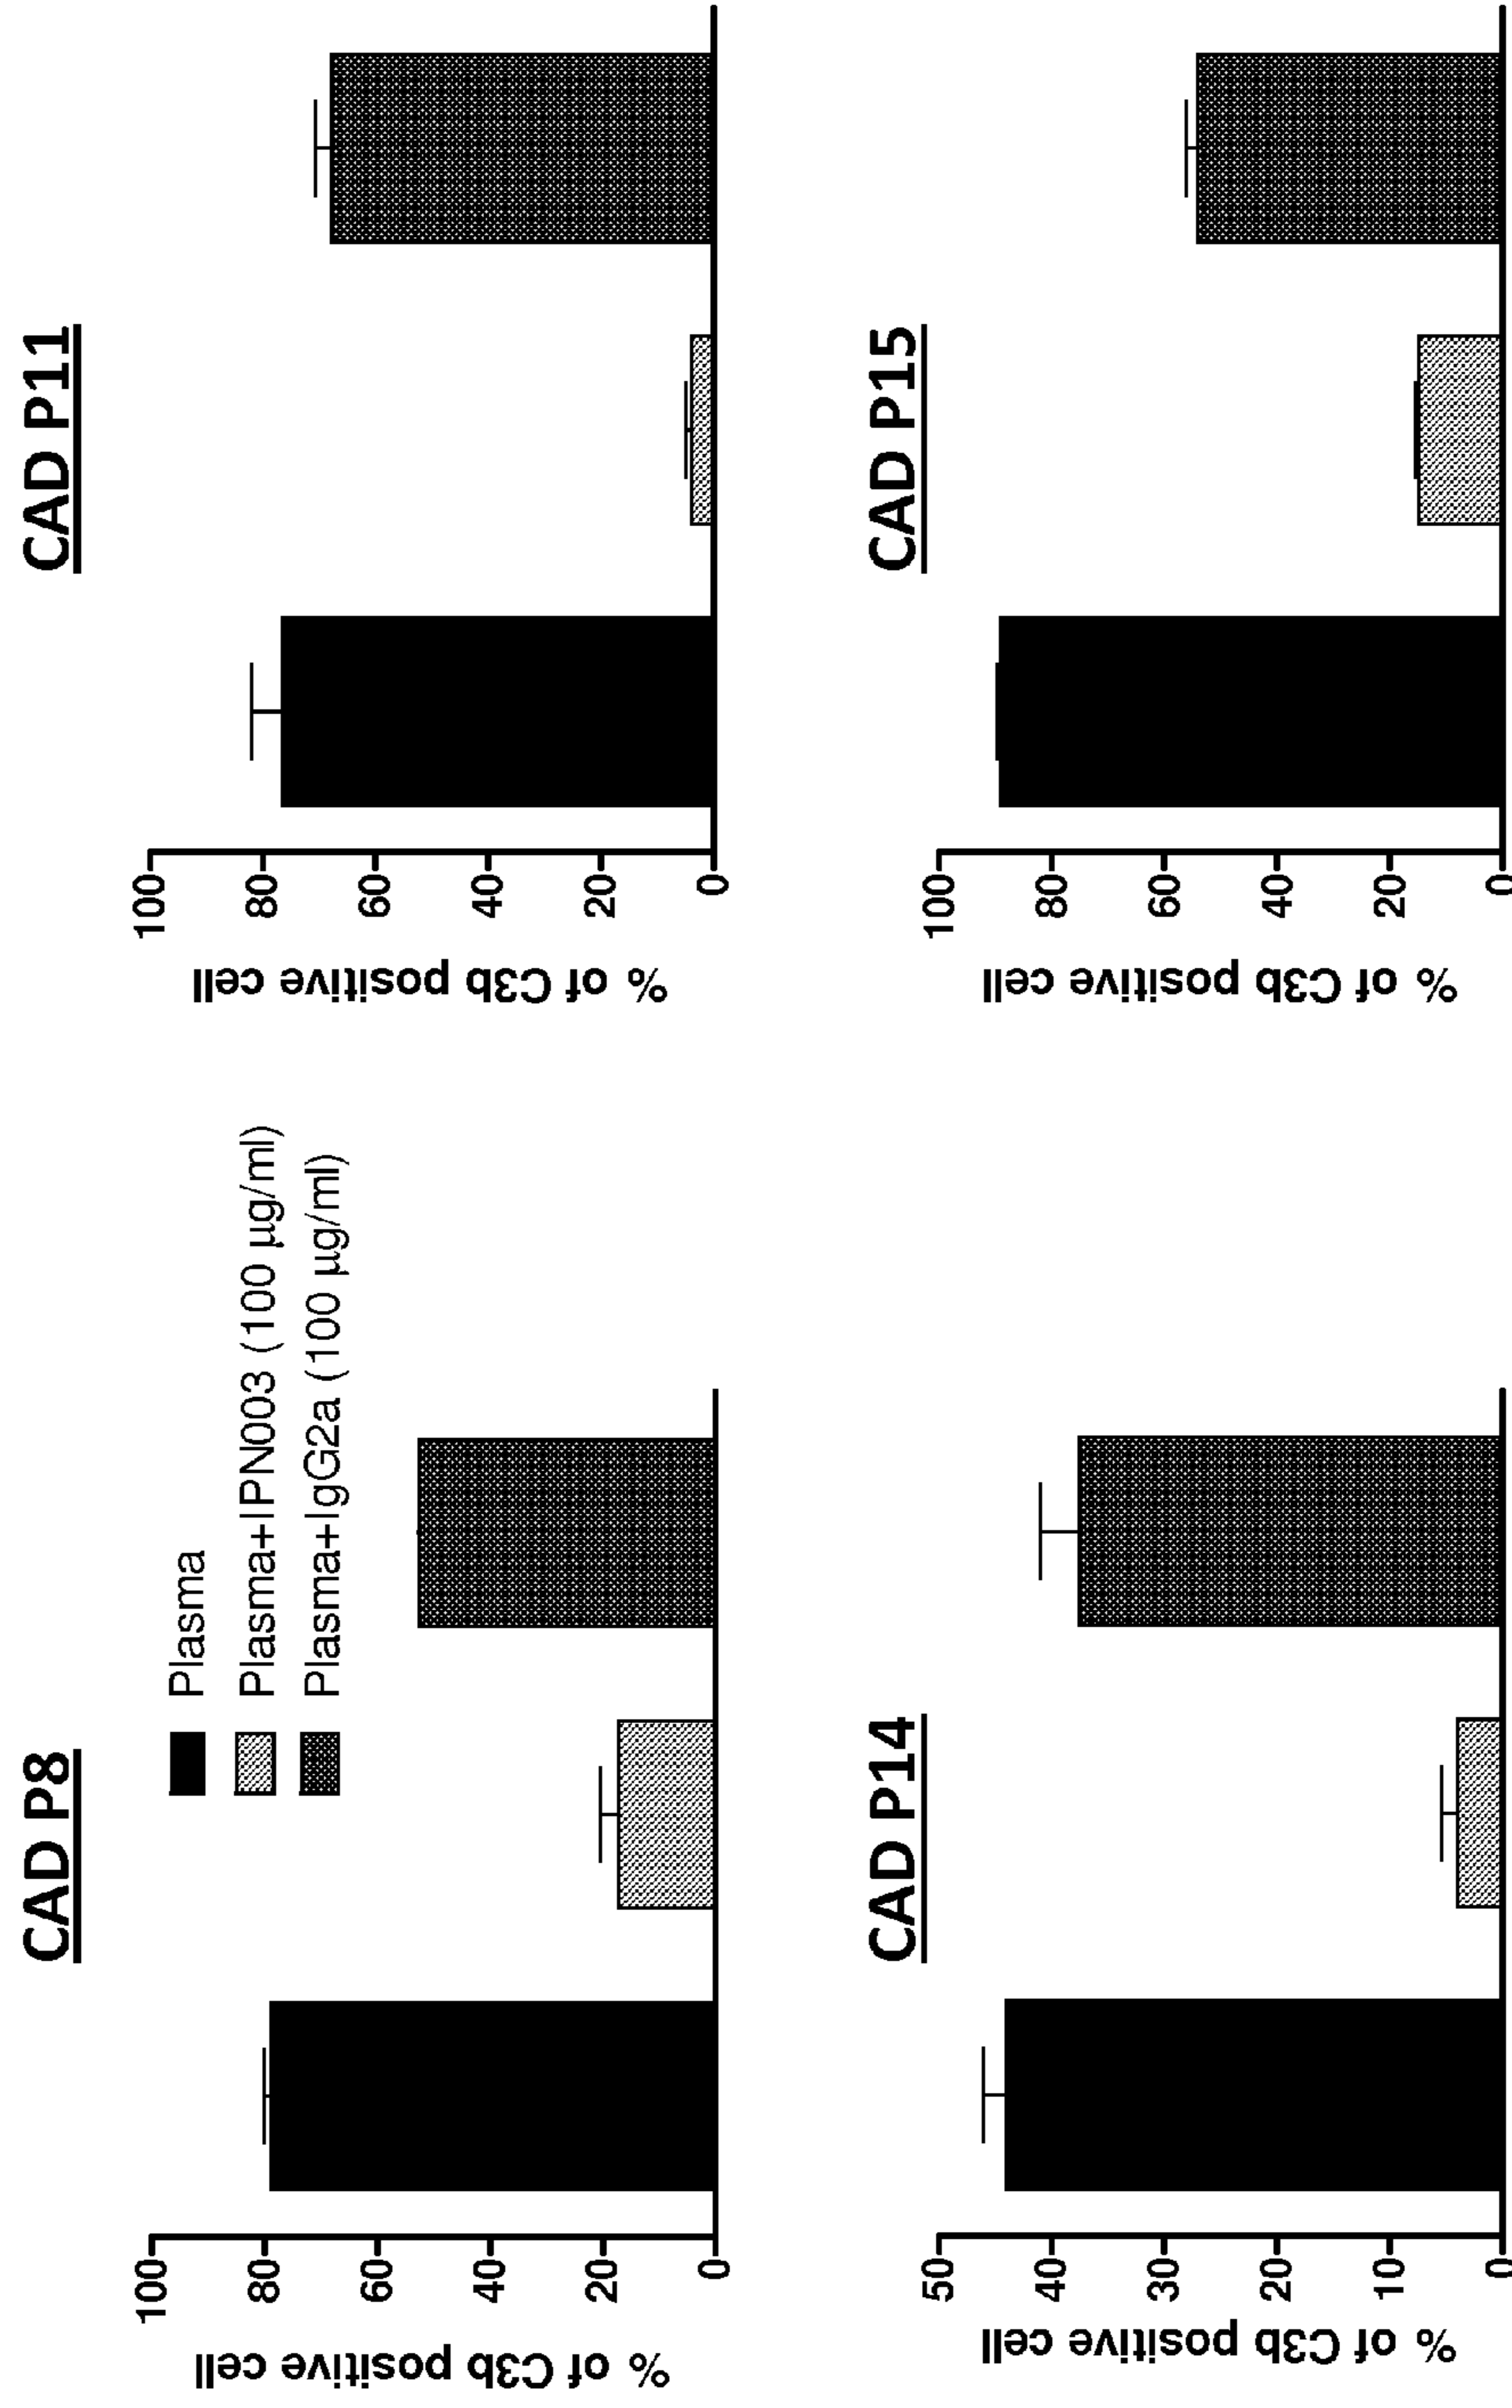 CAD P8
% of C3b positive cell
100
80
60
40
20
0
Plasma
Plasma+IPN003 (100 µg/ml)
Plasma+IgG2a (100 µg/ml)
CAD P11
% of C3b positive cell
100
80
60
40
20
0
CAD P14
% of C3b positive cell
50
40
30
20
10
0
CAD P15
% of C3b positive cell
100
80
60
40
20
0